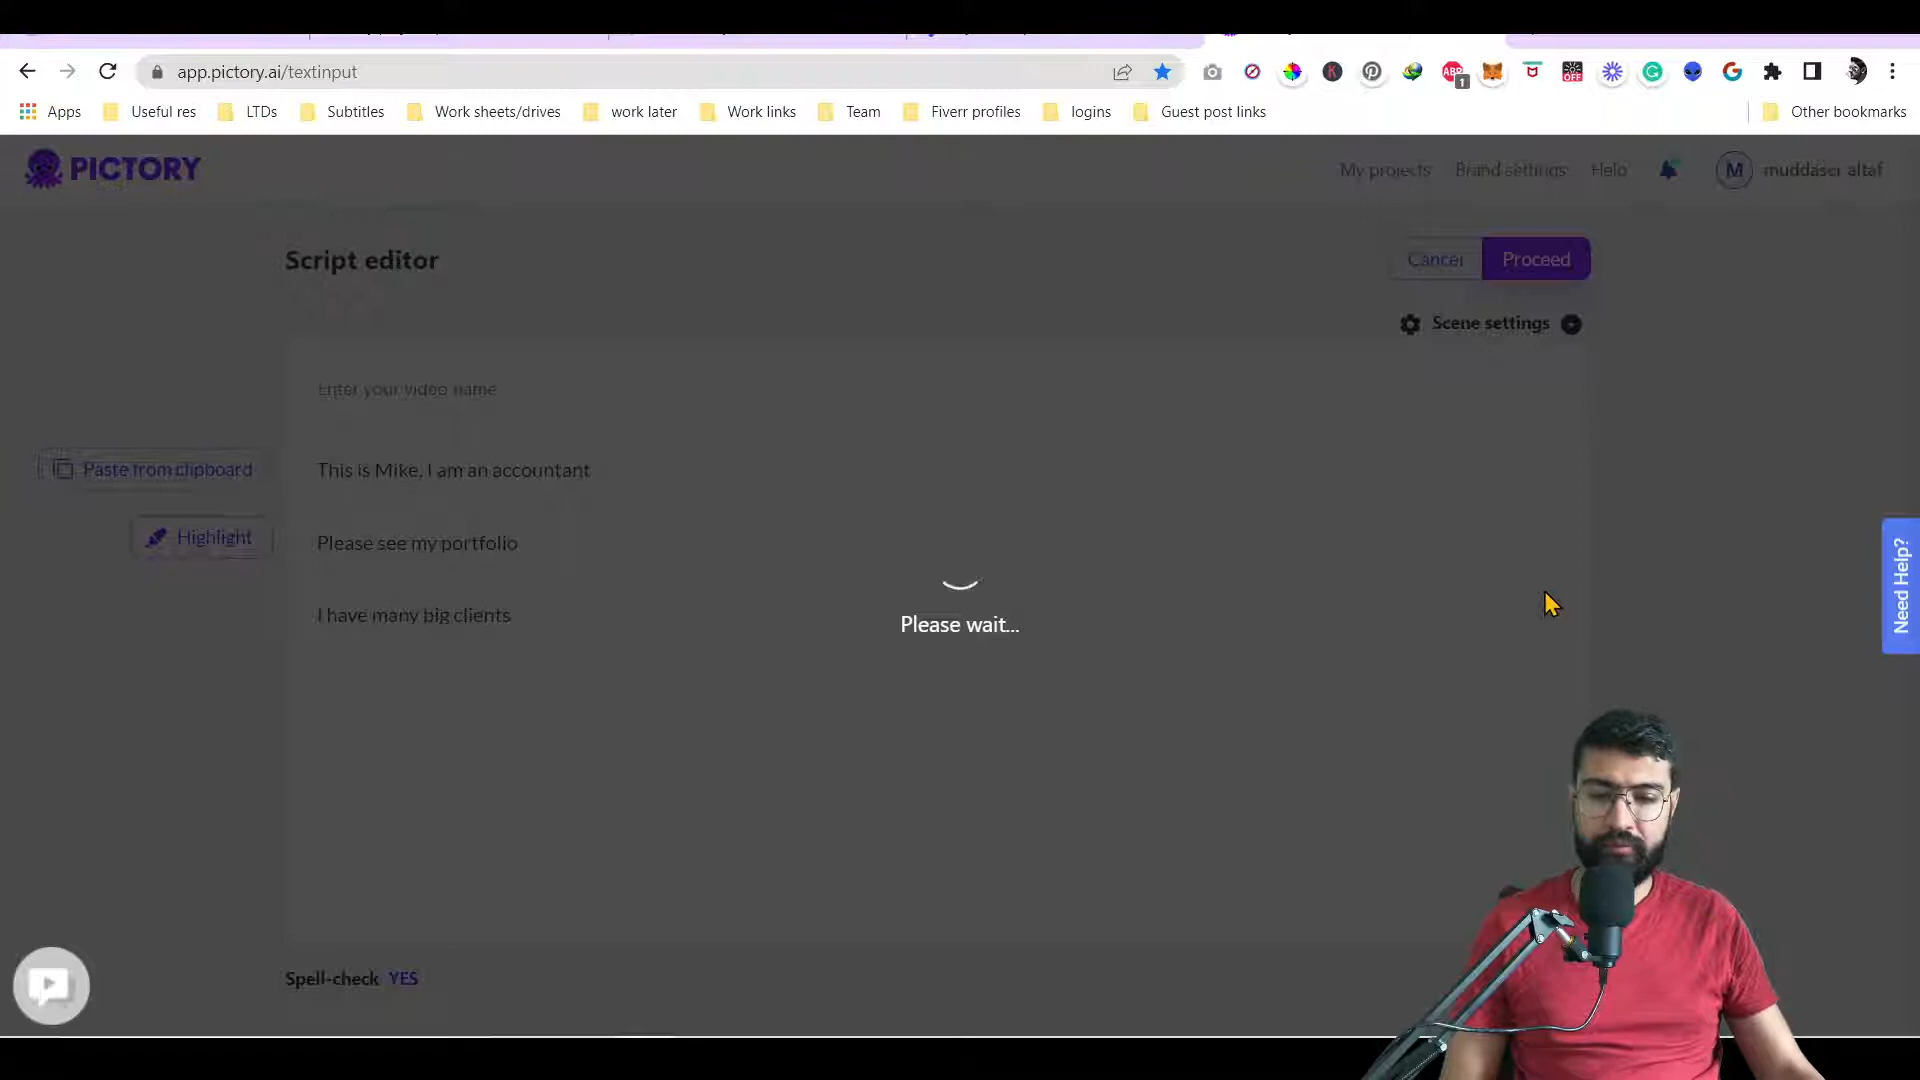 app.pictory.ai/textinput
Apps
Useful res
LTDs
Subtitles
Work sheets/drives
work later
Work links
Team
Fiverr profiles
logins
Guest post links
Other bookmarks
PICTORY
My projects
Brand settings
Help
M
muddaser altaf
Script editor
Cancel
Proceed
Scene settings
Enter your video name
Paste from clipboard
This is Mike, I am an accountant
Highlight
Please see my portfolio
I have many big clients
Please wait...
Need Help?
Spell-check YES
ABP
1
OFF
K
G